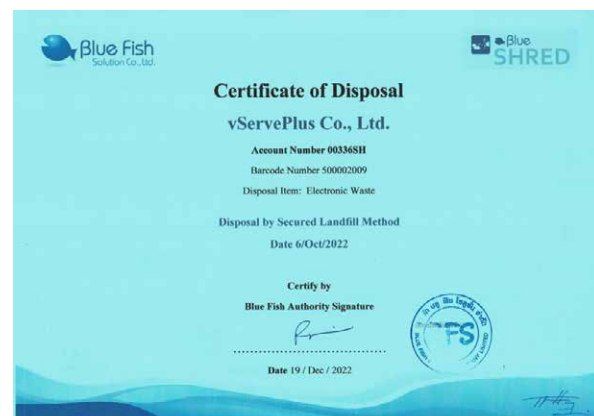 Blue Fish
Solution Co., Ltd.
Blue
SHRED
Certificate of Disposal
vServePlus Co., Ltd.
Account Number 00336SH
Barcode Number 500002009
Disposal Item: Electronic Waste
Disposal by Secured Landfill Method
Date 6/Oct/2022
Certify by
Blue Fish Authority Signature
FS
Date 19 / Dec / 2022